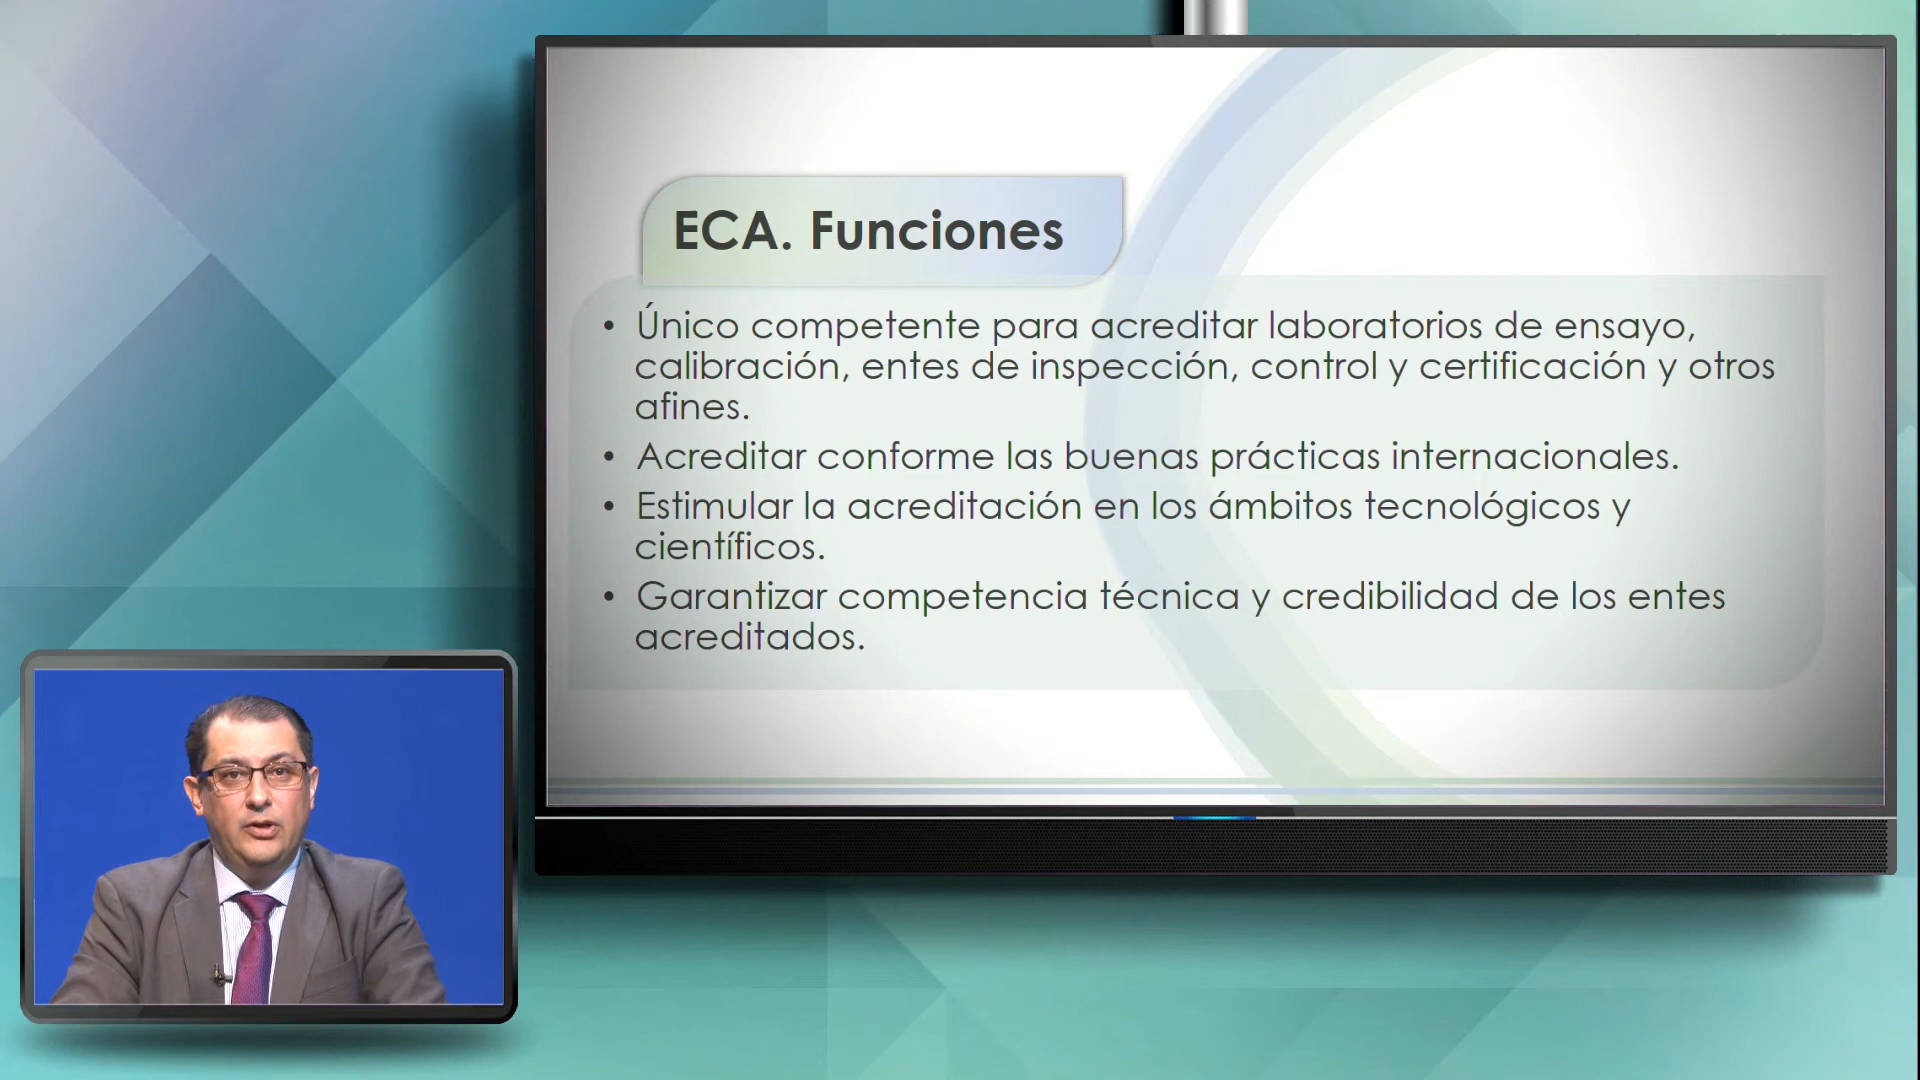 ECA. Funciones
• Único competente para acreditar laboratorios de ensayo,
calibración, entes de inspección, control y certificación y otros
afines.
• Acreditar conforme las buenas prácticas internacionales.
• Estimular la acreditación en los ámbitos tecnológicos y
científicos.
• Garantizar competencia técnica y credibilidad de los entes
acreditados.